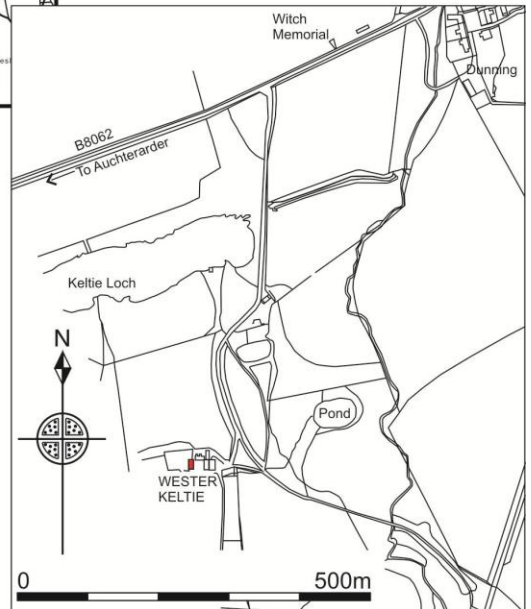 Witch
Memorial
Dunning
B8062
To Auchterarder
Keltie Loch
N
Pond
WESTER
KELTIE
0 500m